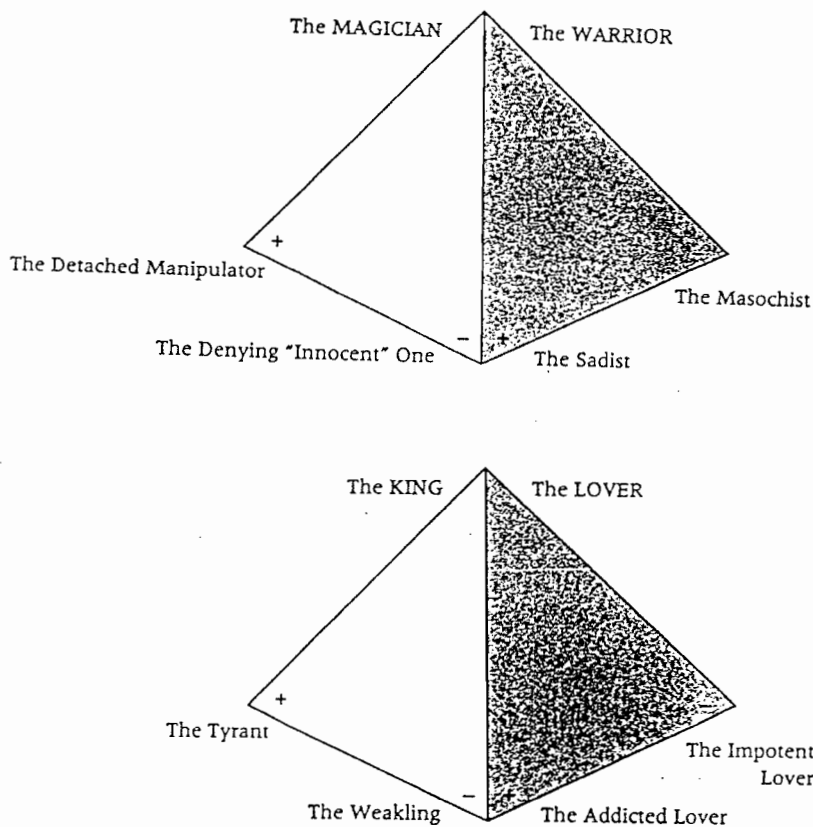 The MAGICIAN
The WARRIOR
+
The Detached Manipulator
The Masochist
The Denying "Innocent" One
−
+
The Sadist
The KING
The LOVER
+
The Tyrant
The Impotent
Lover
−
+
The Weakling
The Addicted Lover